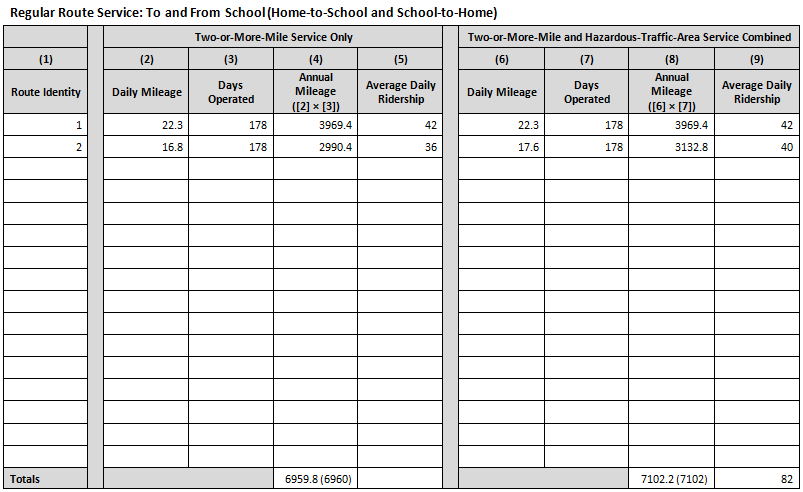 Regular Route Service: To and From School (Home-to-School and School-to-Home)
Two-or-More-Mile Service Only
Two-or-More-Mile and Hazardous-Traffic-Area Service Combined
(1) (2) (3) (4) (5) (6) (7) (8) (9)
Route Identity
Daily Mileage
Days
Operated
Annual
Mileage
([2] × [3])
Average Daily
Ridership
Daily Mileage
Days
Operated
Annual
Mileage
([6] × [7])
Average Daily
Ridership
1 22.3 178 3969.4 42 22.3 178 3969.4 42
2 16.8 178 2990.4 36 17.6 178 3132.8 40
Totals 6959.8 (6960) 7102.2 (7102) 82